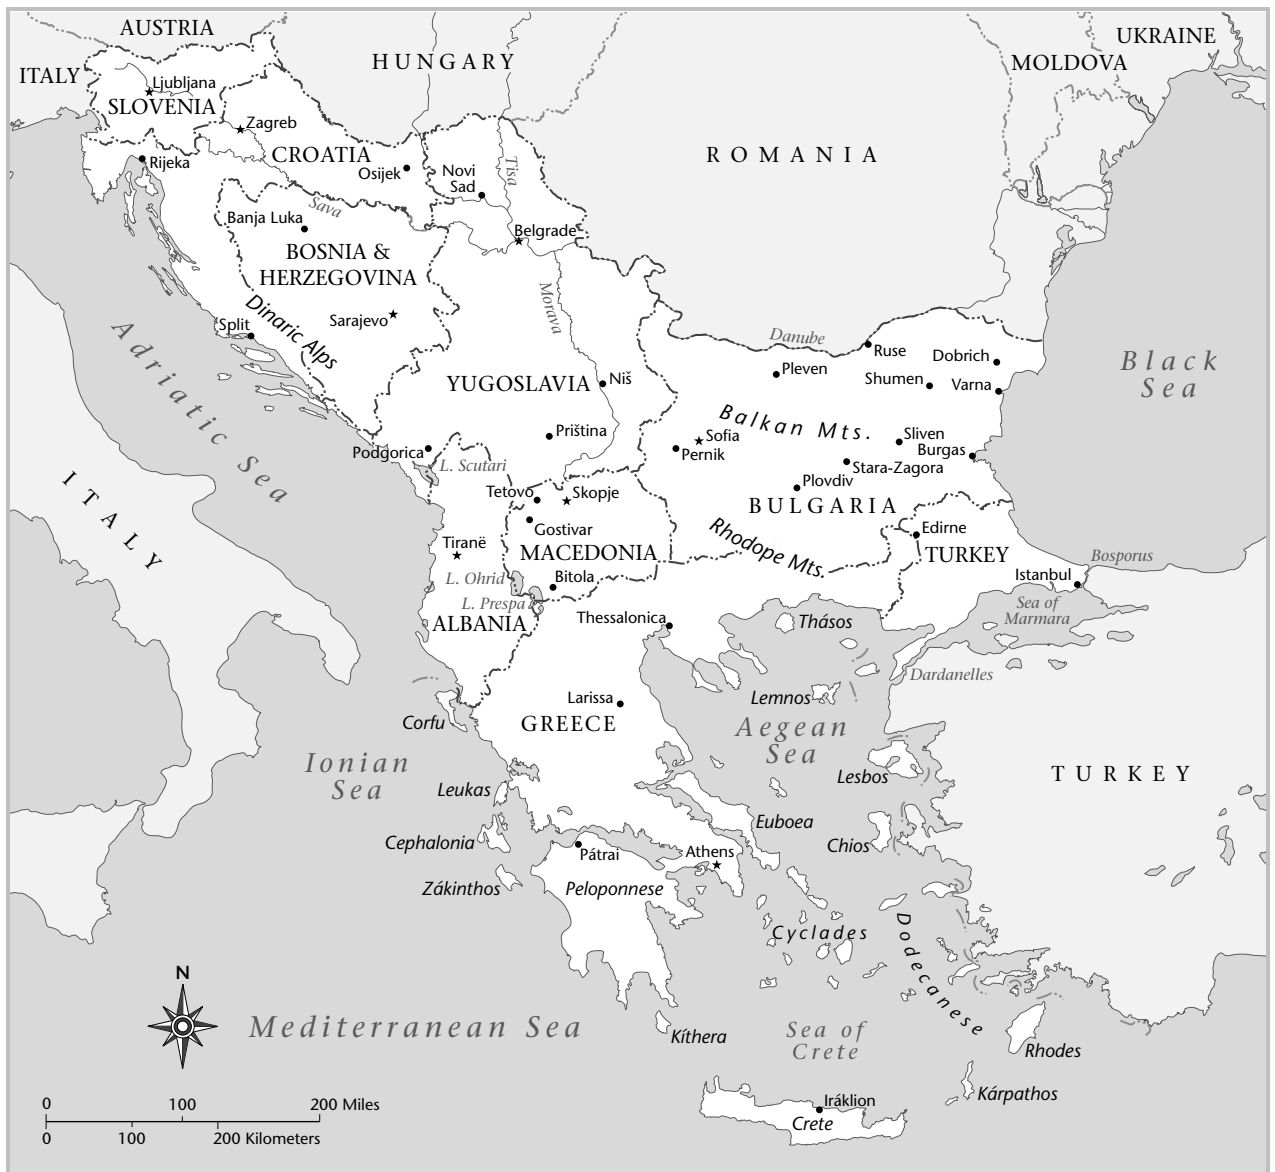 AUSTRIA
UKRAINE
HUNGARY
MOLDOVA
ITALY
Ljubljana
SLOVENIA
Zagreb
CROATIA
ROMANIA
Rijeka
Osijek
Novi
Sad
Tisa
Sava
Banja Luka
Belgrade
BOSNIA &
HERZEGOVINA
Morava
Dinaric Alps
Sarajevo
Split
Adriatic Sea
Danube
Ruse
Dobrich
Pleven
Shumen
Varna
Black
Sea
YUGOSLAVIA
Niš
Balkan Mts.
Priština
Sofia
Sliven
Podgorica
Pernik
Burgas
L. Scutari
Stara-Zagora
ITALY
Tetovo
Skopje
Plovdiv
BULGARIA
Gostivar
Rhodope Mts.
Edirne
Tiranë
MACEDONIA
TURKEY
Bosporus
L. Ohrid
Bitola
Istanbul
L. Prespa
Sea of
Marmara
ALBANIA
Thessalonica
Thásos
Dardanelles
Larissa
Lemnos
Corfu
GREECE
Aegean
Sea
Ionian
Sea
Lesbos
TURKEY
Leukas
Euboea
Cephalonia
Chios
Pátrai
Athens
Zákinthos
Peloponnese
Cyclades
Dodecanese
N
Mediterranean Sea
Kíthera
Sea of
Crete
Rhodes
Kárpathos
Iráklion
Crete
0 100 200 Miles
0 100 200 Kilometers